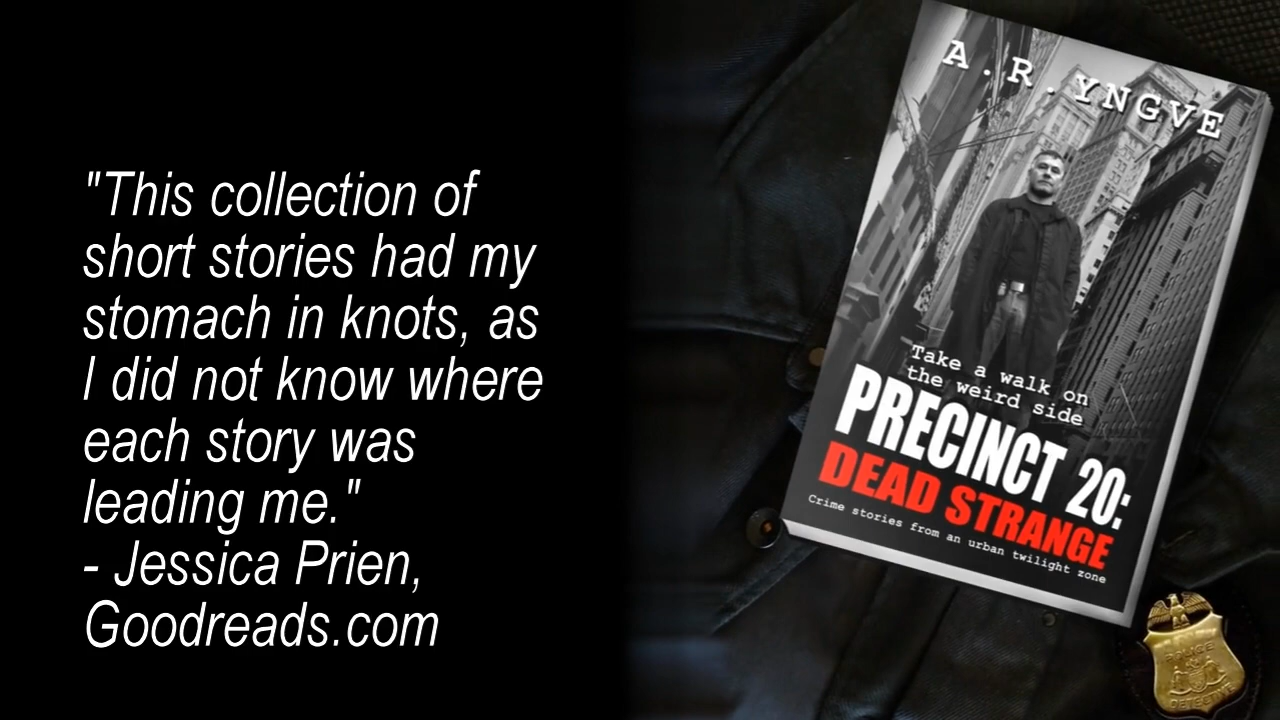 "This collection of
short stories had my
stomach in knots, as
I did not know where
each story was
leading me."
- Jessica Prien,
Goodreads.com
A.R.YNGVE
Take a walk on
the weird side
PRECINCT 20:
DEAD STRANGE
Crime stories from an urban twilight zone
POLICE
DETECTIVE